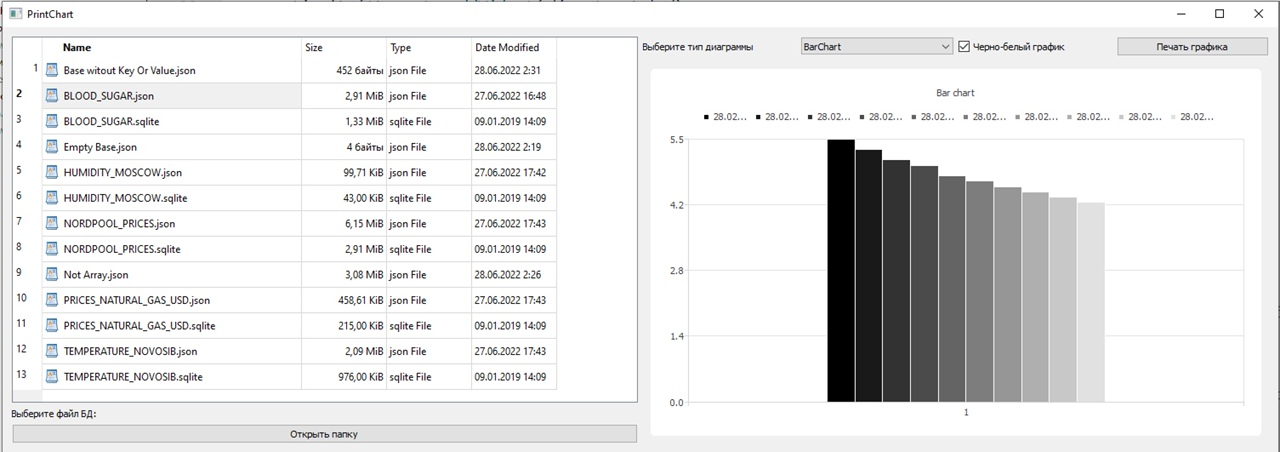 PrintChart
Name Size Type Date Modified
1 Base witout Key Or Value.json 452 байты json File 28.06.2022 2:31
2 BLOOD_SUGAR.json 2,91 MiB json File 27.06.2022 16:48
3 BLOOD_SUGAR.sqlite 1,33 MiB sqlite File 09.01.2019 14:09
4 Empty Base.json 4 байты json File 28.06.2022 2:19
5 HUMIDITY_MOSCOW.json 99,71 KiB json File 27.06.2022 17:42
6 HUMIDITY_MOSCOW.sqlite 43,00 KiB sqlite File 09.01.2019 14:09
7 NORDPOOL_PRICES.json 6,15 MiB json File 27.06.2022 17:43
8 NORDPOOL_PRICES.sqlite 2,91 MiB sqlite File 09.01.2019 14:09
9 Not Array.json 3,08 MiB json File 28.06.2022 2:26
10 PRICES_NATURAL_GAS_USD.json 458,61 KiB json File 27.06.2022 17:43
11 PRICES_NATURAL_GAS_USD.sqlite 215,00 KiB sqlite File 09.01.2019 14:09
12 TEMPERATURE_NOVOSIB.json 2,09 MiB json File 27.06.2022 17:43
13 TEMPERATURE_NOVOSIB.sqlite 976,00 KiB sqlite File 09.01.2019 14:09
Выберите файл БД:
Открыть папку
Выберите тип диаграммы BarChart Черно-белый график Печать графика
Bar chart
28.02... 28.02... 28.02... 28.02... 28.02... 28.02... 28.02... 28.02... 28.02... 28.02...
5.5
4.2
2.8
1.4
0.0
1